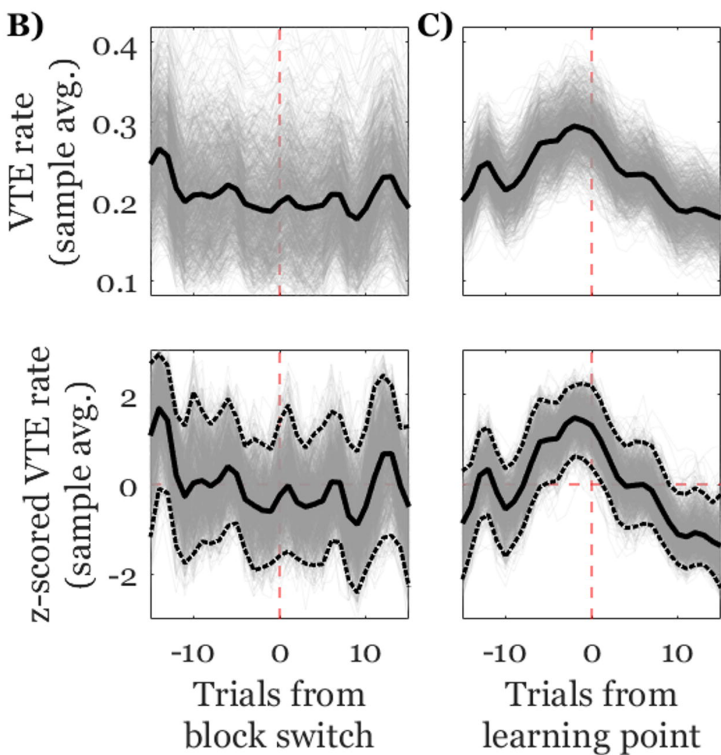 B)
C)
VTE rate
(sample avg.)
0.4
0.3
0.2
0.1
z-scored VTE rate
(sample avg.)
2
0
-2
-10 0 10
-10 0 10
Trials from
block switch
Trials from
learning point